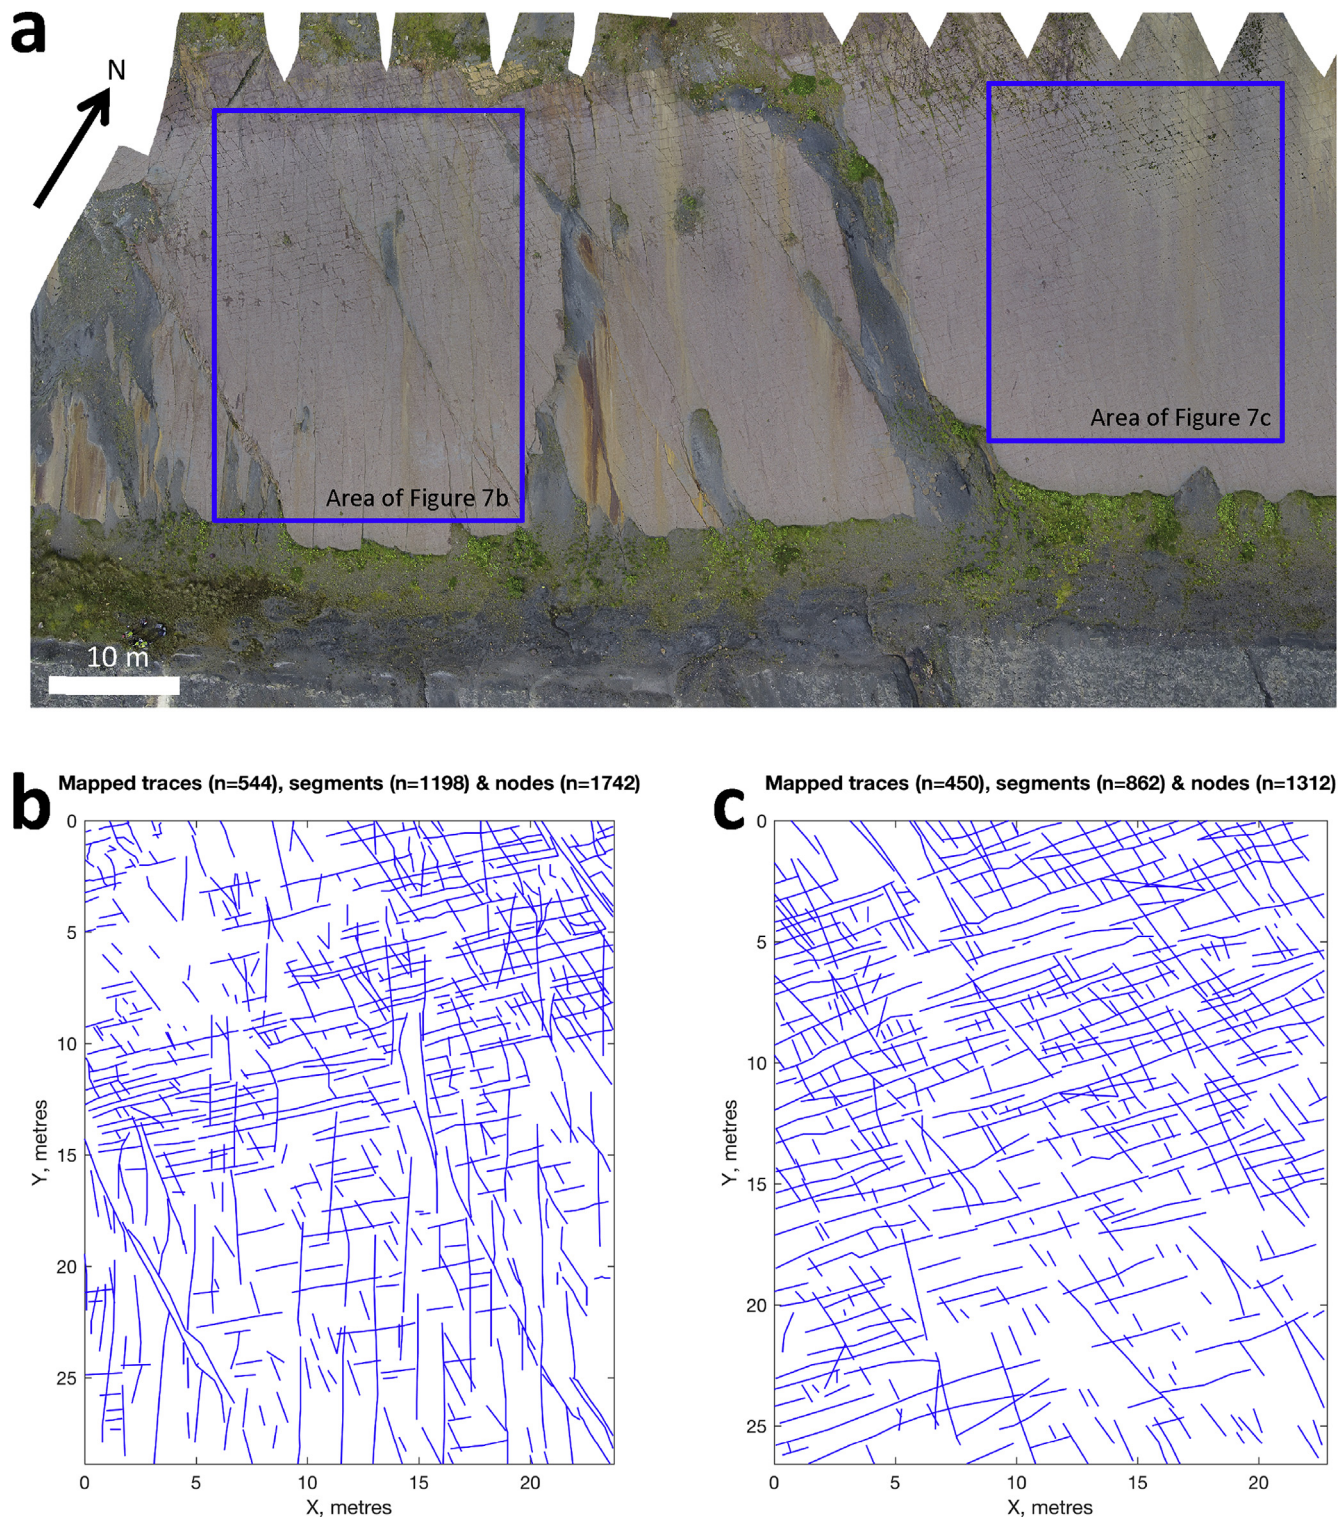 a
N
Area of Figure 7b
Area of Figure 7c
10 m
b
Mapped traces (n=544), segments (n=1198) & nodes (n=1742)
0
5
10
15
20
25
Y, metres
0 5 10 15 20
X, metres
c
Mapped traces (n=450), segments (n=862) & nodes (n=1312)
0
5
10
15
20
25
Y, metres
0 5 10 15 20
X, metres